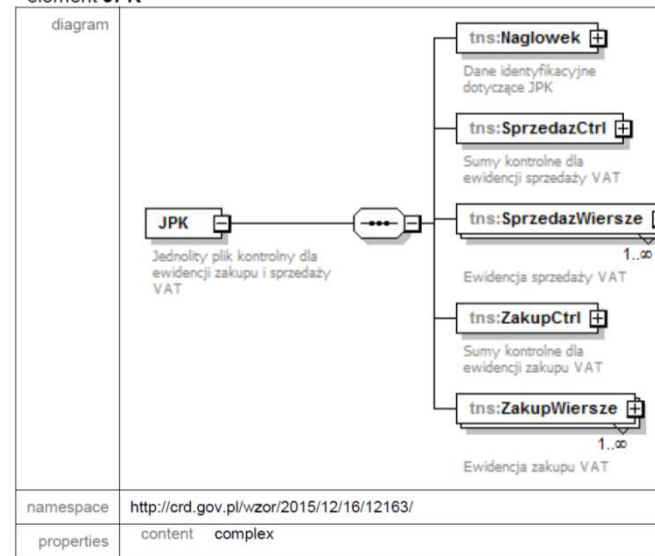 diagram
tns:Naglowek
Dane identyfikacyjne
dotyczące JPK
tns:SprzedazCtrl
Sumy kontrolne dla
ewidencji sprzedaży VAT
JPK
Jednolity plik kontrolny dla
ewidencji zakupu i sprzedaży
VAT
tns:SprzedazWiersze
1..∞
Ewidencja sprzedaży VAT
tns:ZakupCtrl
Sumy kontrolne dla
ewidencji zakupu VAT
tns:ZakupWiersze
1..∞
Ewidencja zakupu VAT
namespace http://crd.gov.pl/wzor/2015/12/16/12163/
properties content complex